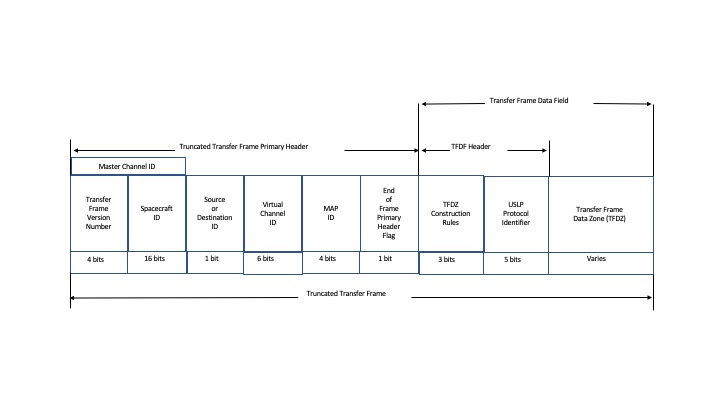 Transfer Frame Data Field
Truncated Transfer Frame Primary Header
TFDF Header
Master Channel ID
Transfer
Frame
Version
Number
Spacecraft
ID
Source
or
Destination
ID
Virtual
Channel
ID
MAP
ID
End
of
Frame
Primary
Header
Flag
TFDZ
Construction
Rules
USLP
Protocol
Identifier
Transfer Frame
Data Zone (TFDZ)
4 bits
16 bits
1 bit
6 bits
4 bits
1 bit
3 bits
5 bits
Varies
Truncated Transfer Frame